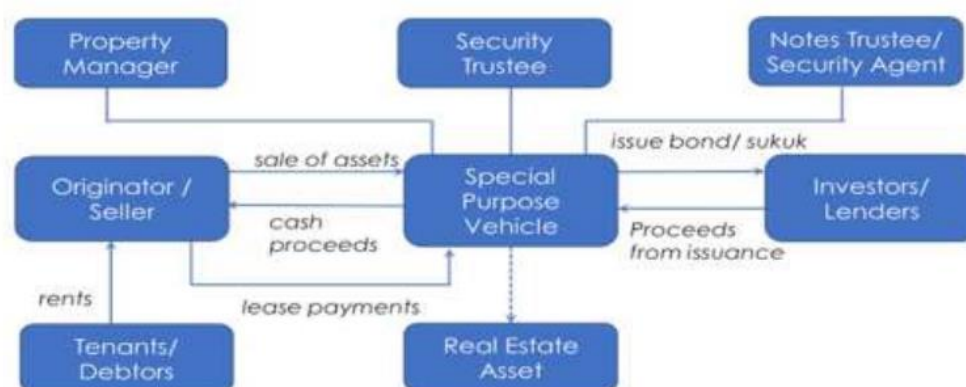 Property
Manager
Security
Trustee
Notes Trustee/
Security Agent
sale of assets
issue bond/ sukuk
Originator /
Seller
Special
Purpose
Vehicle
Investors/
Lenders
cash
proceeds
Proceeds
from issuance
rents
lease payments
Tenants/
Debtors
Real Estate
Asset